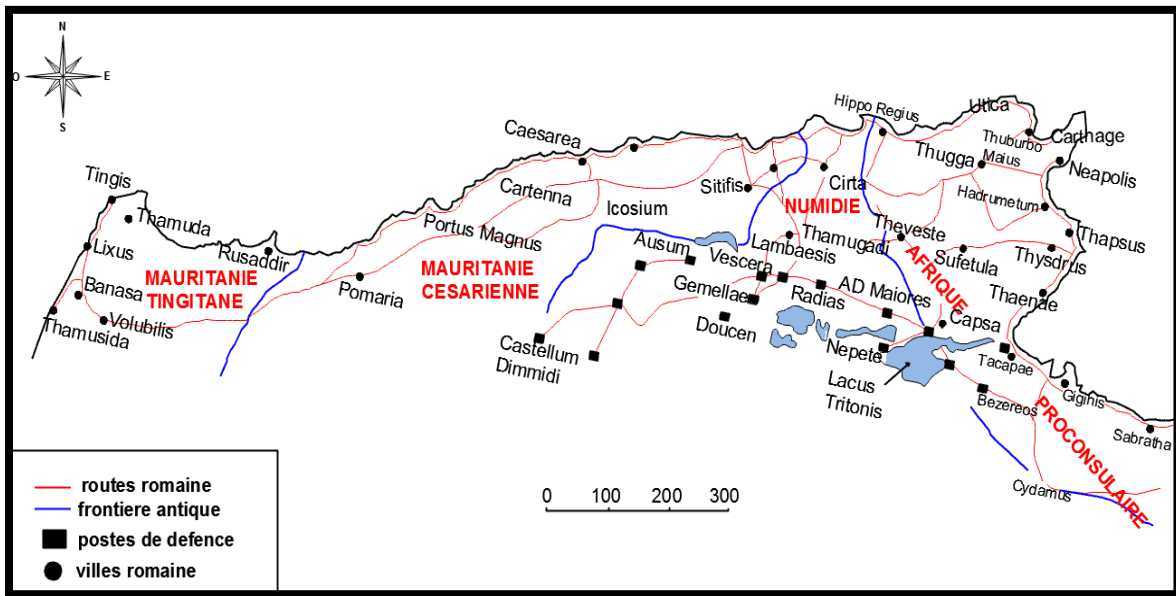 N
O
E
S
Hippo Regius
Utica
Thuburbo
Maius
Carthage
Caesarea
Thugga
Neapolis
Tingis
Cartenna
Sitifis
Cirta
Hadrumetum
Thamuda
Icosium
NUMIDIE
Portus Magnus
Lixus
Rusaddir
Ausum
Thamugadi
Theveste
Thapsus
Vescera
Lambaesis
Sufetula
Thysdrus
MAURITANIE
TINGITANE
MAURITANIE
CESARIENNE
Banasa
Pomaria
Gemellae
Radias
AD Maiores
AFRIQUE
Thaenae
Thamusida
Volubilis
Doucen
Capsa
Castellum
Dimmidi
Nepete
Tacapae
Lacus
Tritonis
Giginis
Bezereos
PROCONSULAIRE
Sabratha
Cydamus
routes romaine
frontiere antique
postes de defence
villes romaine
0 100 200 300